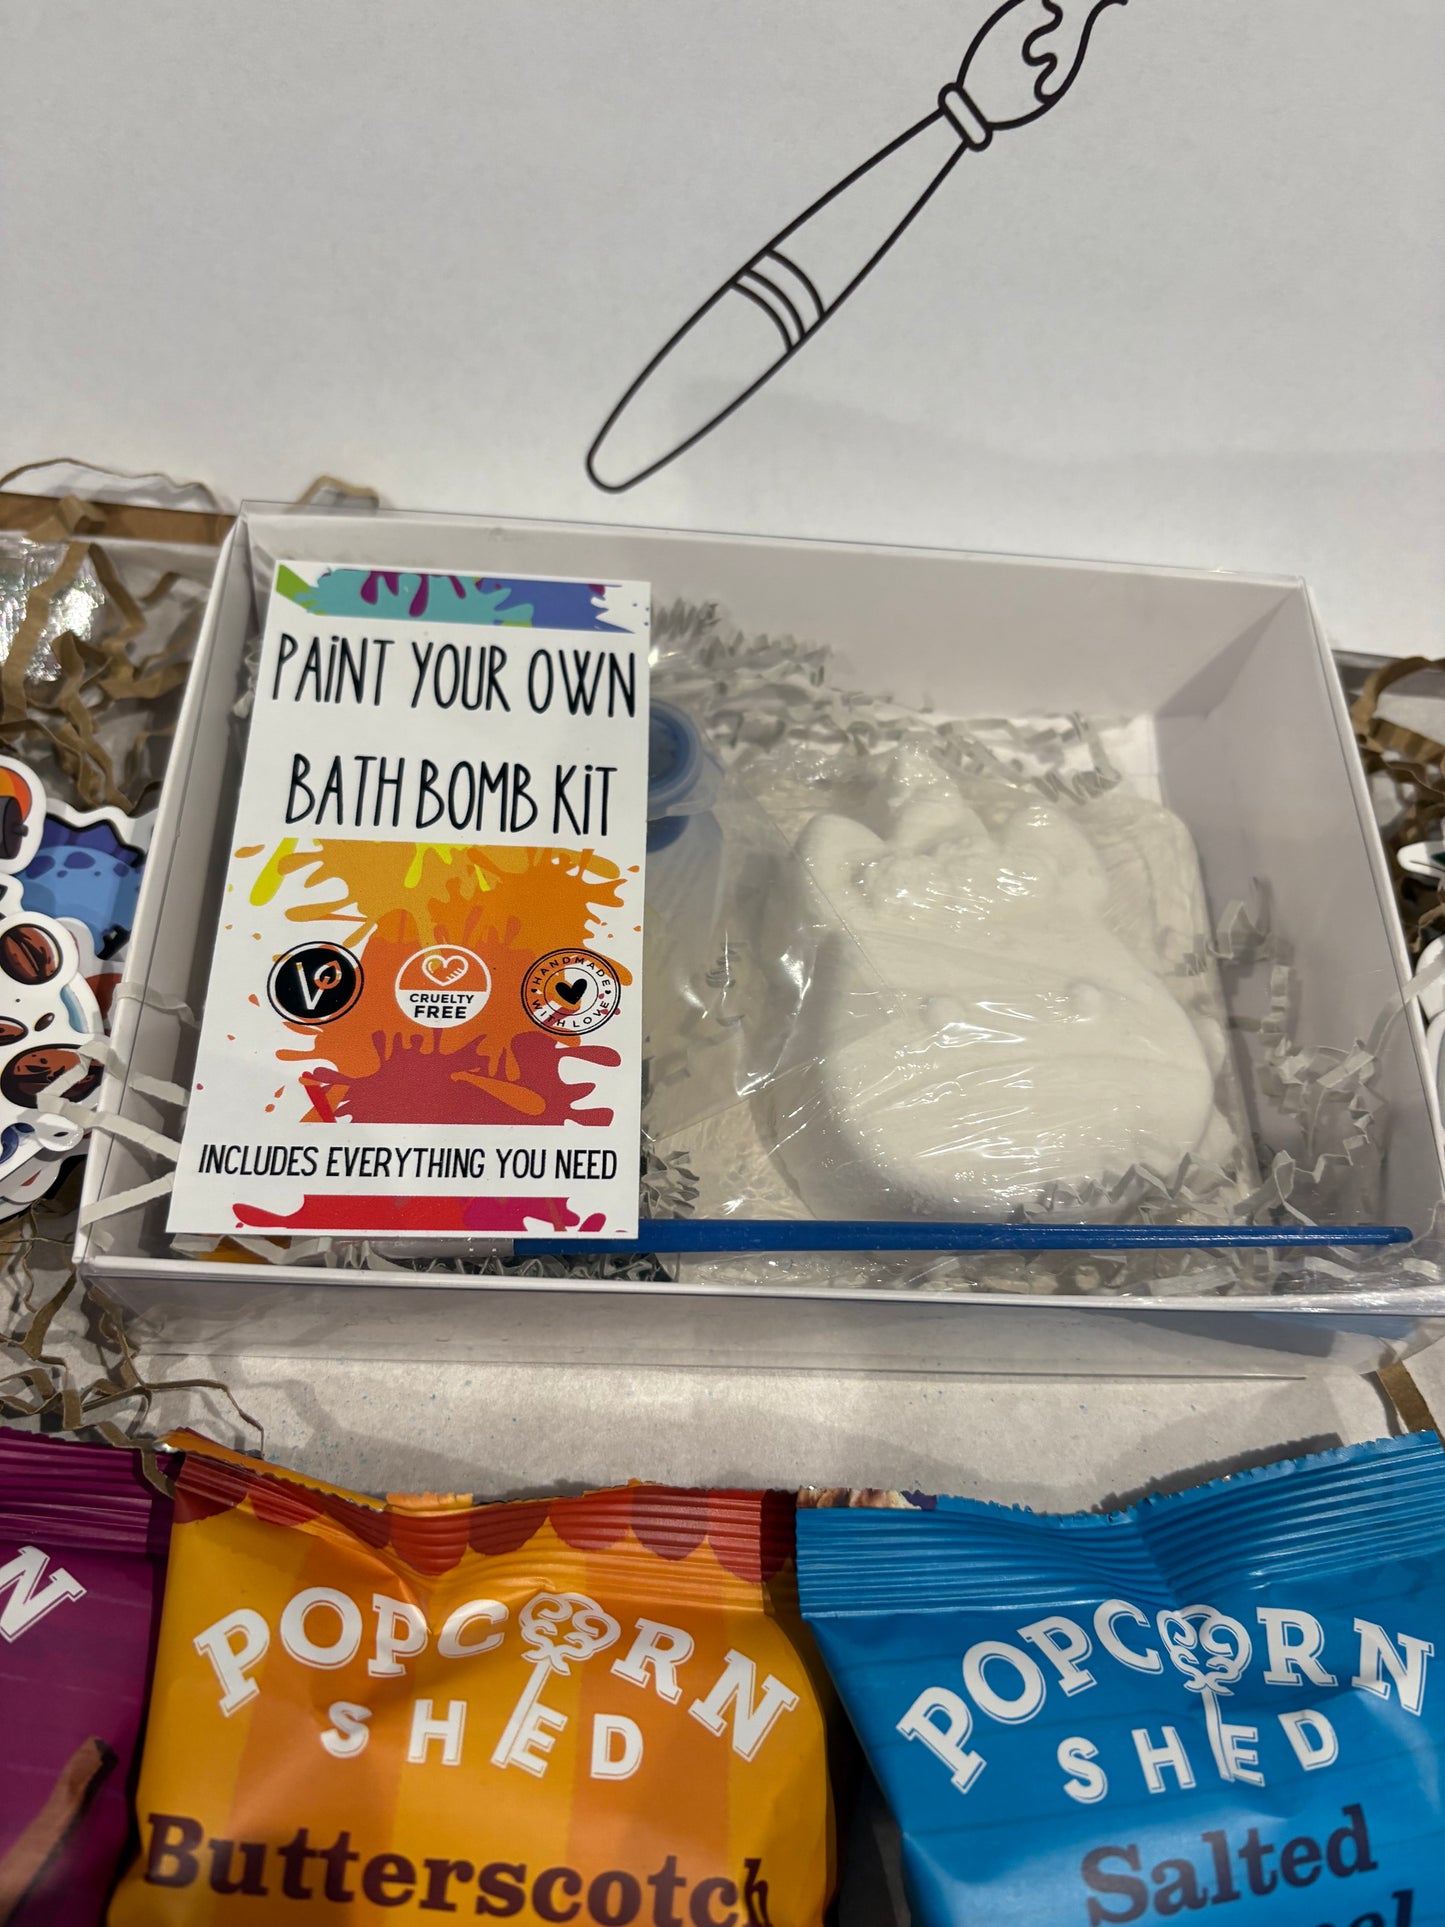 PAiNT YOUR OWN
BATH BOMB KiT
V
CRUELTY
FREE
HANDMADE
WITH LOVE
INCLUDES EVERYTHING YOU NEED
N
POPCORN
SHED
Butterscotch
POPCORN
SHED
Salted